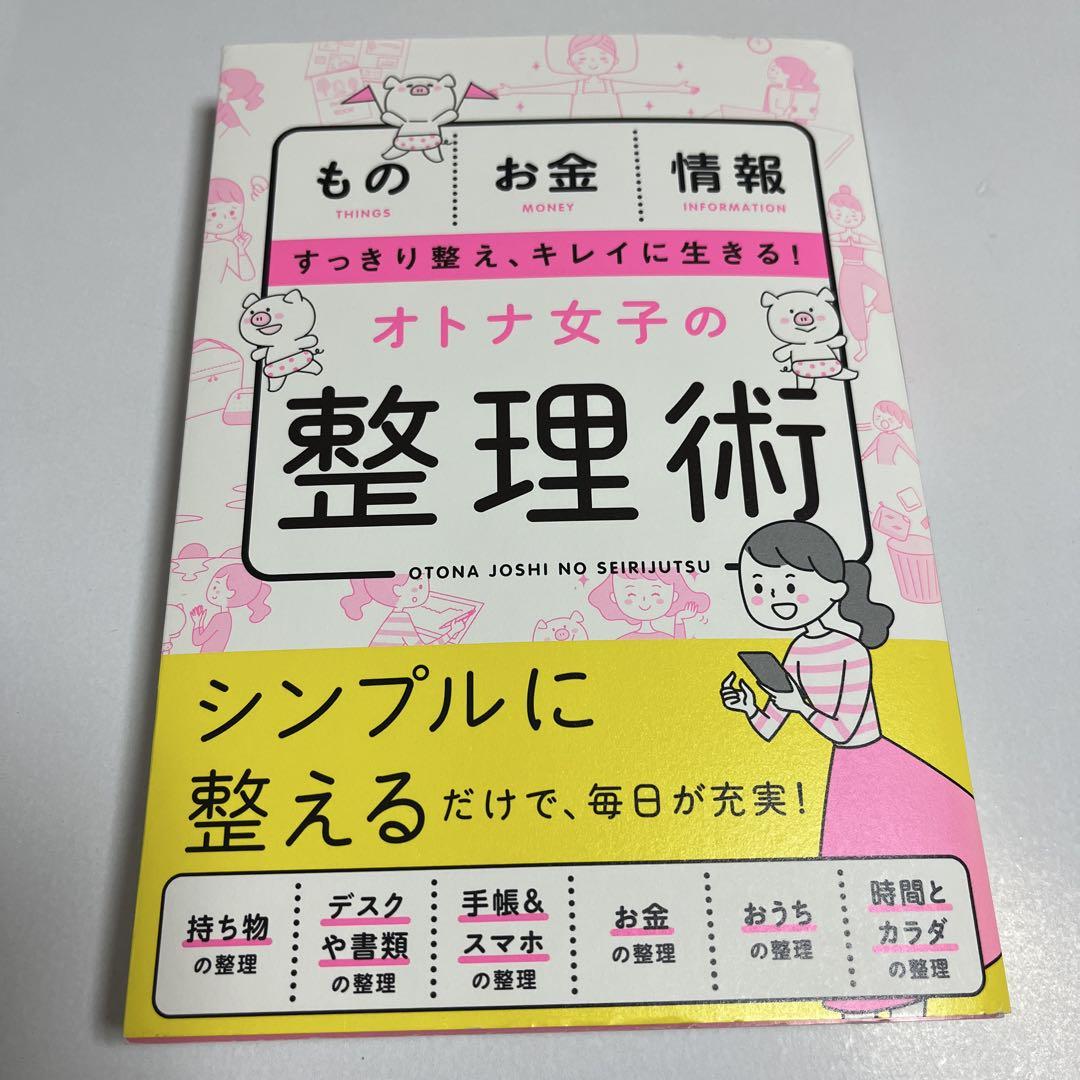 もの お金 情報
THINGS MONEY INFORMATION
すっきり整え、キレイに生きる!
オトナ女子の
整理術
OTONA JOSHI NO SEIRIJUTSU
シンプルに
整えるだけで、毎日が充実!
持ち物
の整理
デスク
や書類
の整理
手帳&
スマホ
の整理
お金
の整理
おうち
の整理
時間と
カラダ
の整理